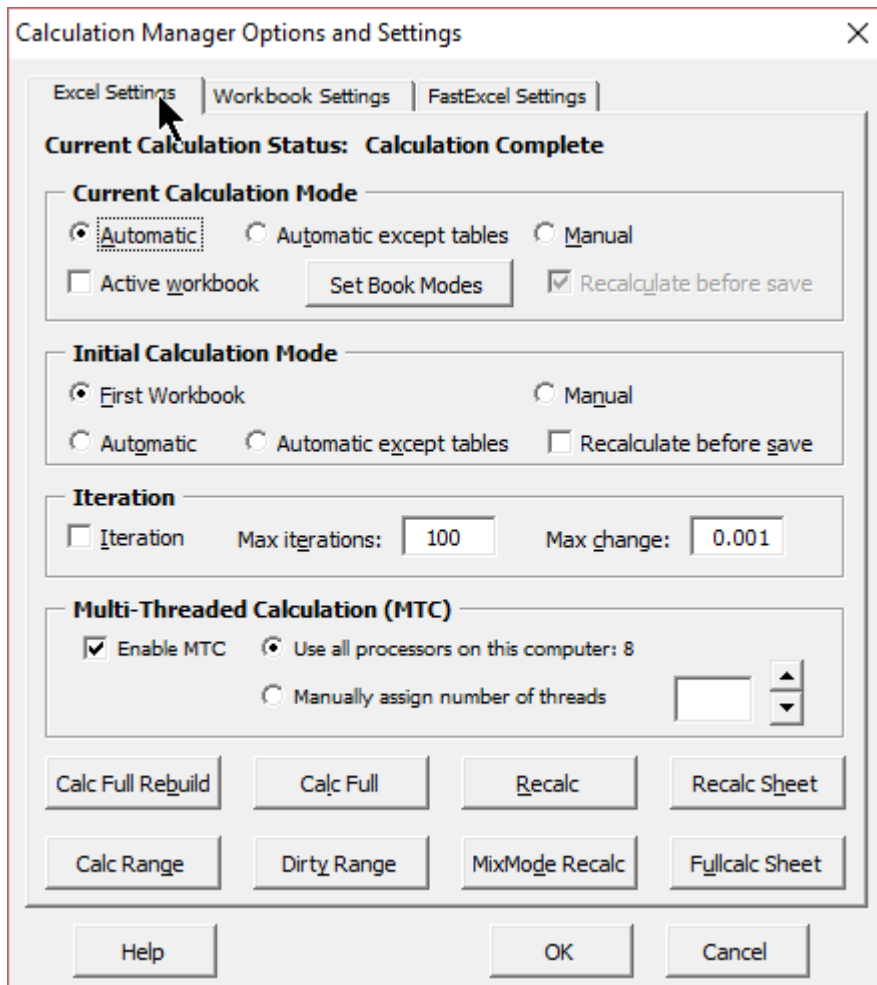 Calculation Manager Options and Settings
Excel Settings Workbook Settings FastExcel Settings
Current Calculation Status: Calculation Complete
Current Calculation Mode
Automatic Automatic except tables Manual
Active workbook Set Book Modes Recalculate before save
Initial Calculation Mode
First Workbook Manual
Automatic Automatic except tables Recalculate before save
Iteration
Iteration Max iterations: 100 Max change: 0.001
Multi-Threaded Calculation (MTC)
Enable MTC Use all processors on this computer: 8
Manually assign number of threads
Calc Full Rebuild Calc Full Recalc Recalc Sheet
Calc Range Dirty Range MixMode Recalc Fullcalc Sheet
Help OK Cancel